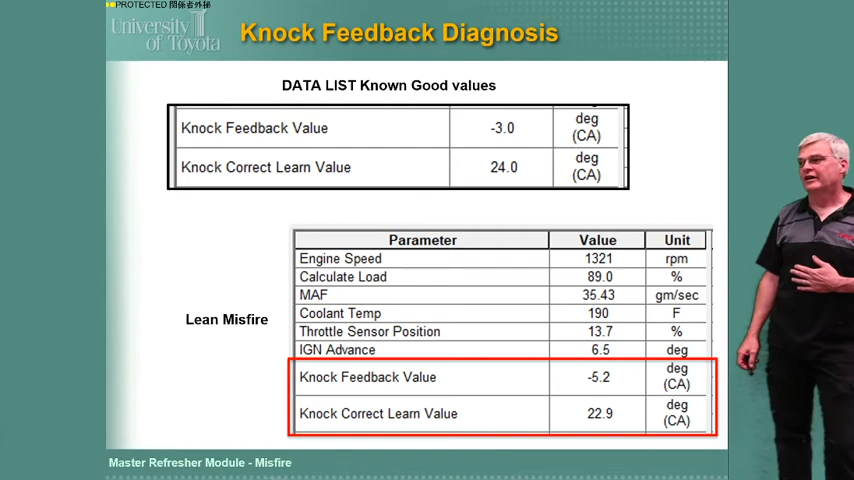 PROTECTED 関係者外秘
University
of Toyota
Knock Feedback Diagnosis
DATA LIST Known Good values
Knock Feedback Value -3.0 deg (CA)
Knock Correct Learn Value 24.0 deg (CA)
Lean Misfire
Parameter Value Unit
Engine Speed 1321 rpm
Calculate Load 89.0 %
MAF 35.43 gm/sec
Coolant Temp 190 F
Throttle Sensor Position 13.7 %
IGN Advance 6.5 deg
Knock Feedback Value -5.2 deg (CA)
Knock Correct Learn Value 22.9 deg (CA)
Master Refresher Module - Misfire